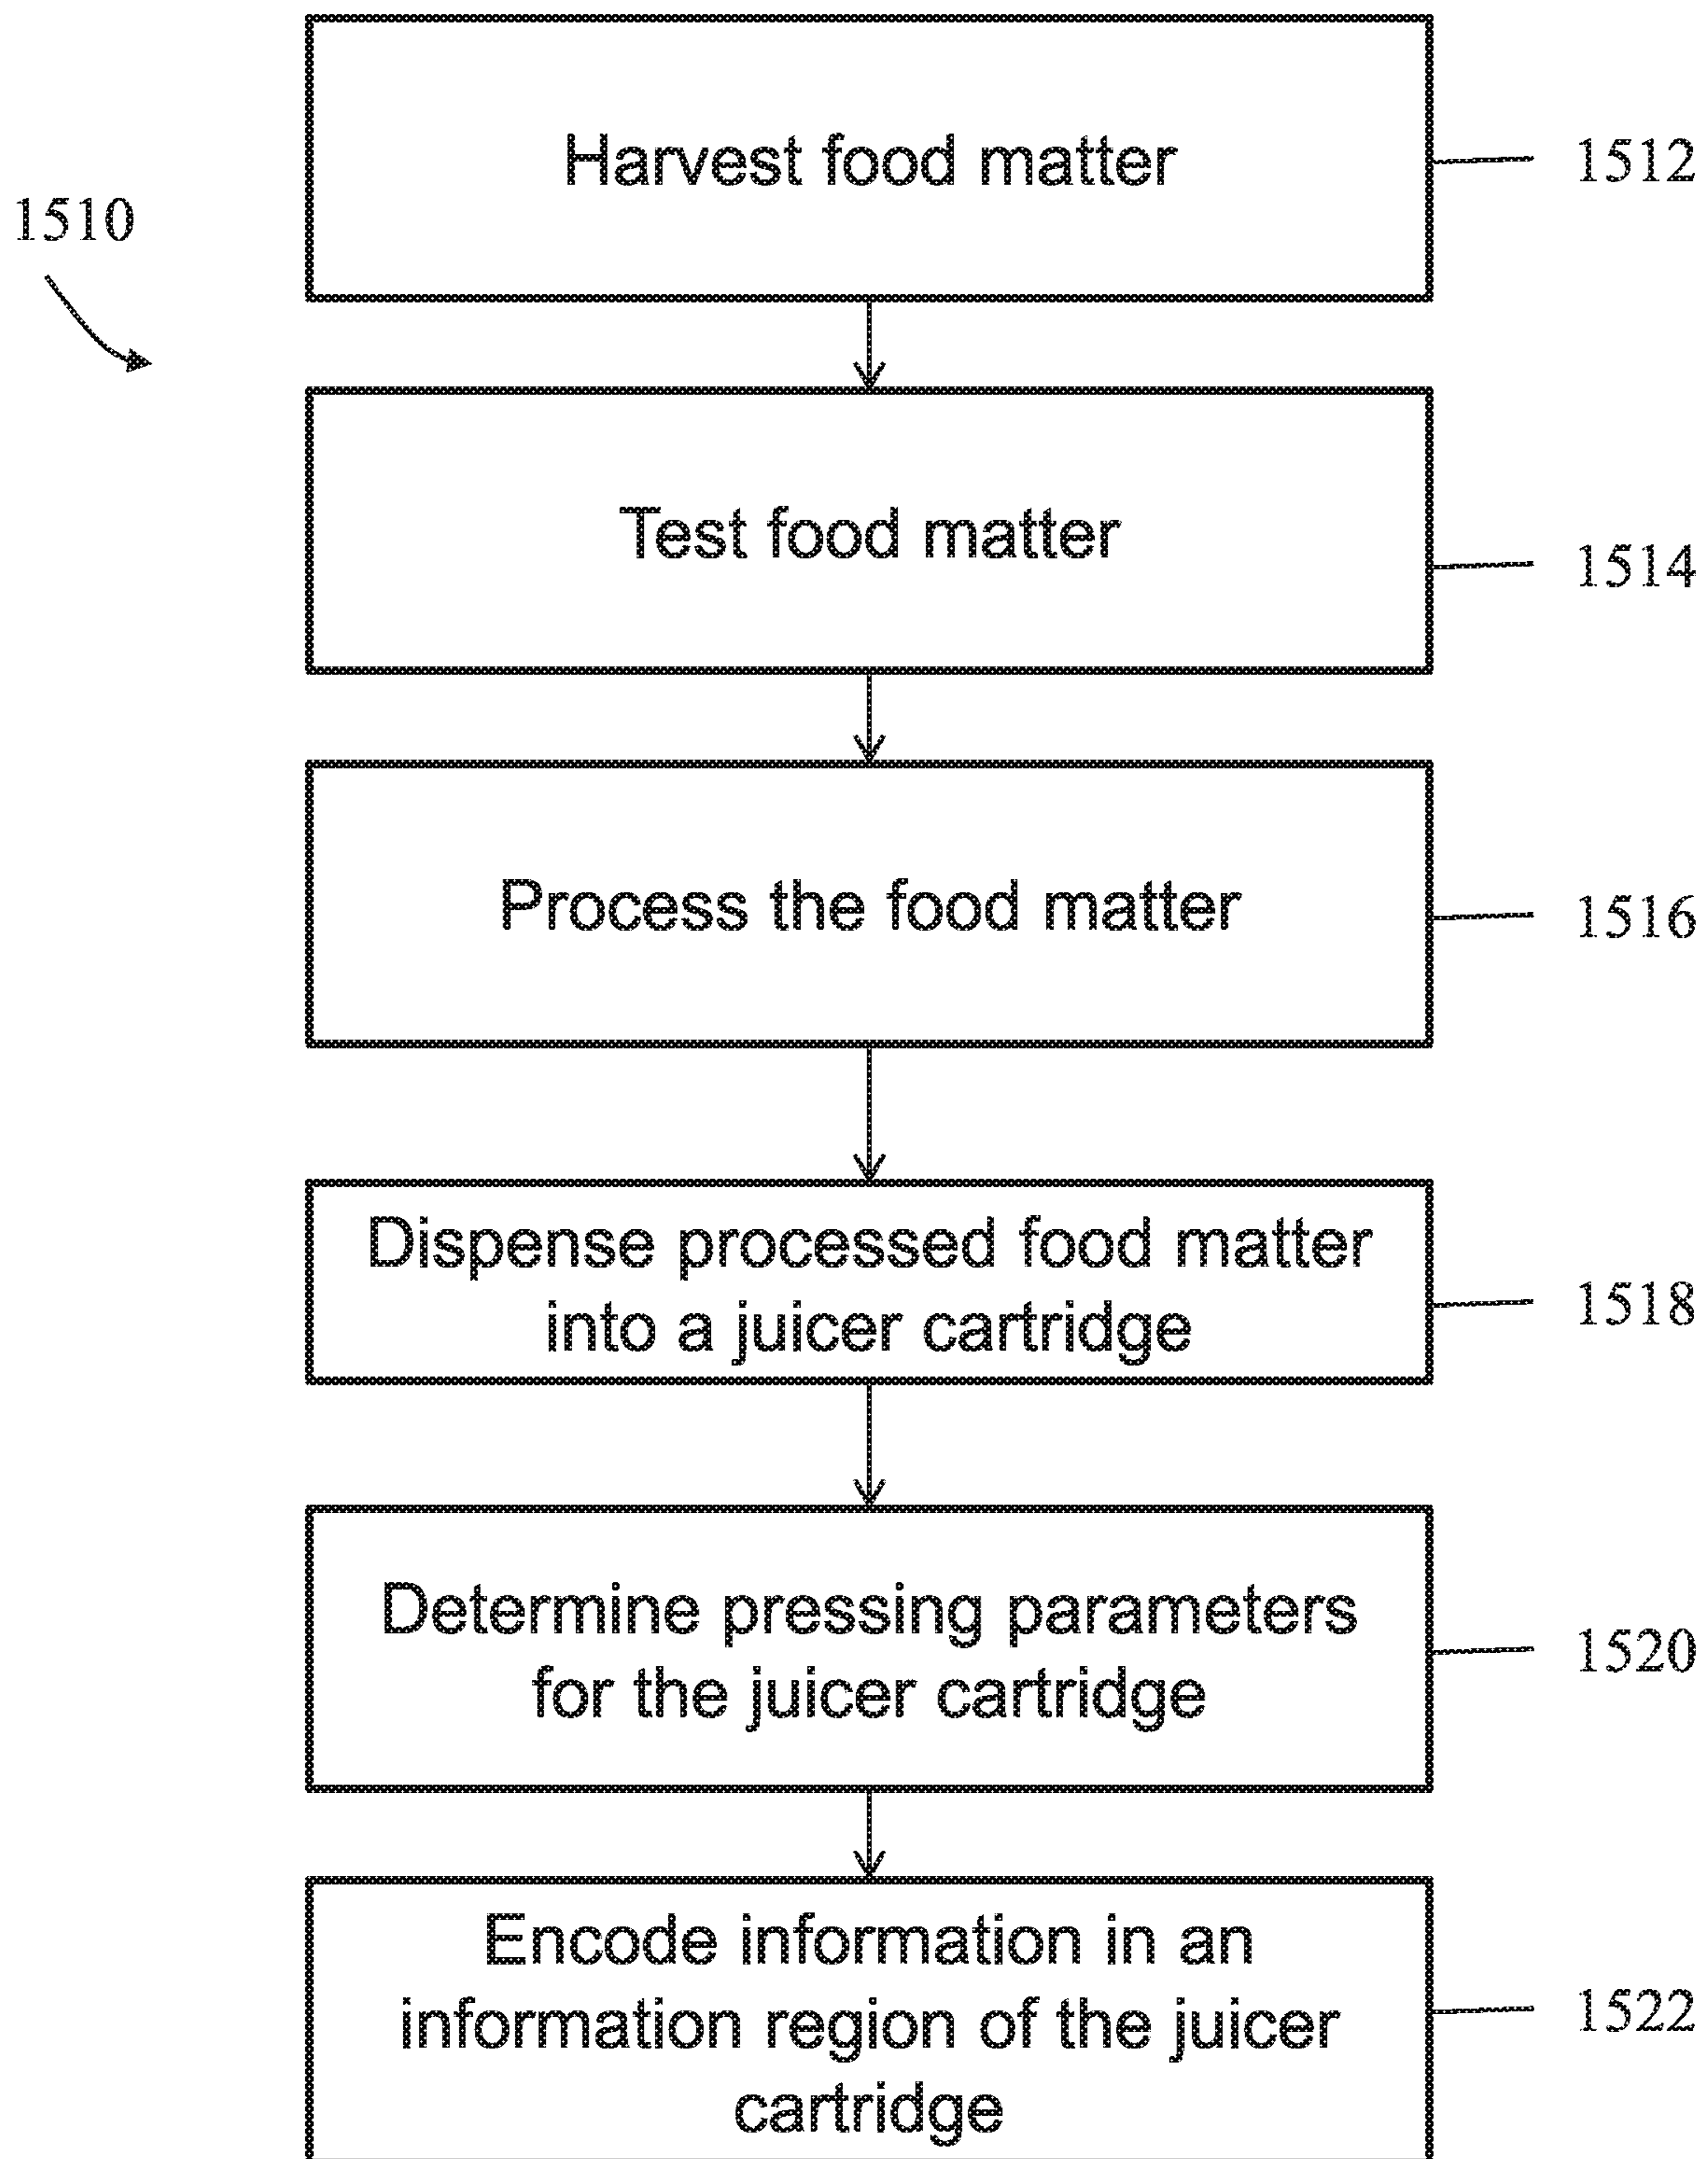 Harvest food matter
1512
1510
Test food matter
1514
Process the food matter
1516
Dispense processed food matter
into a juicer cartridge
1518
Determine pressing parameters
for the juicer cartridge
1520
Encode information in an
information region of the juicer
cartridge
1522